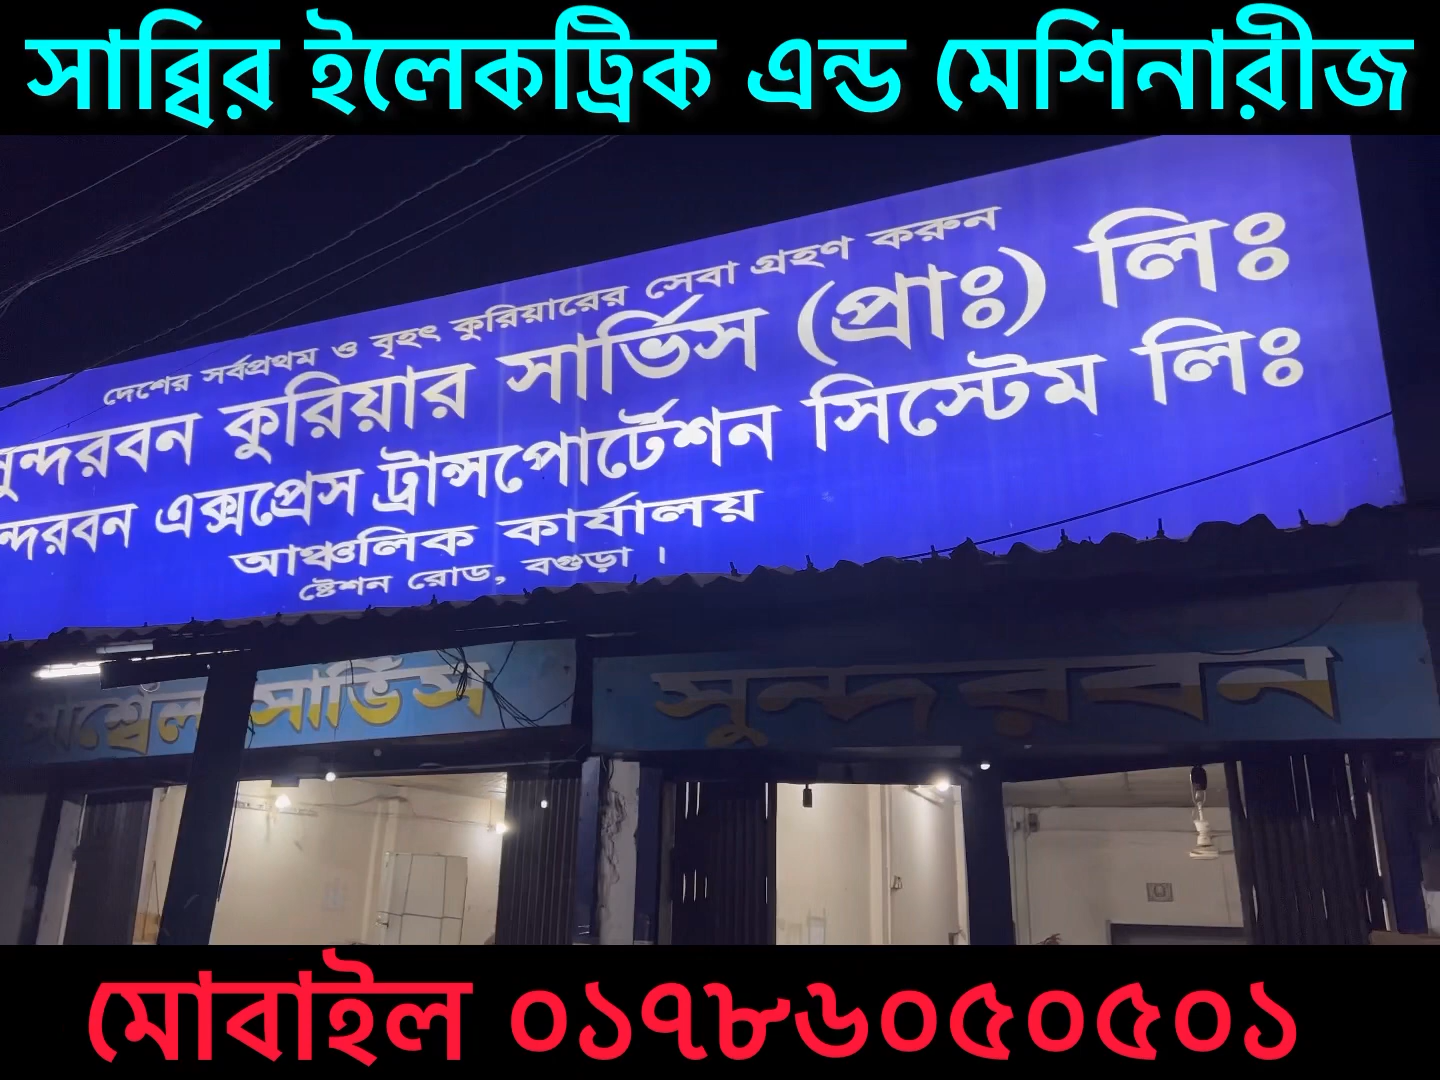 সাব্বির ইলেকট্রিক এন্ড মেশিনারীজ
দেশের সর্বপ্রথম ও বৃহৎ কুরিয়ারের সেবা গ্রহণ করুন
সুন্দরবন কুরিয়ার সার্ভিস (প্রাঃ) লিঃ
ন্দরবন এক্সপ্রেস ট্রান্সপোর্টেশন সিস্টেম লিঃ
আঞ্চলিক কার্যালয়
ষ্টেশন রোড, বগুড়া ।
পার্শ্বেল সার্ভিস
সুন্দরবন
মোবাইল ০১৭৮৬০৫০৫০১